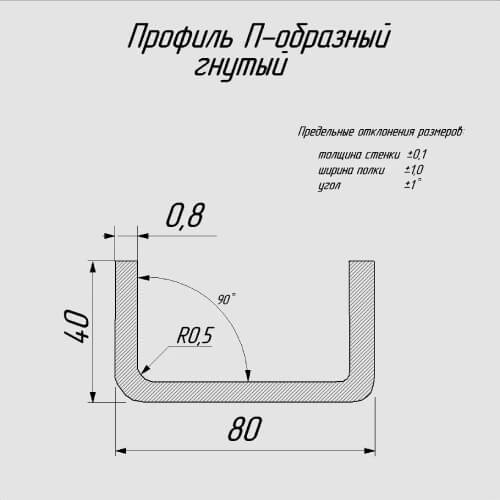 Профиль П-образный
гнутый
Предельные отклонения размеров:
толщина стенки ±0,1
ширина полки ±1,0
угол ±1°
0,8
90°
40
R0,5
80